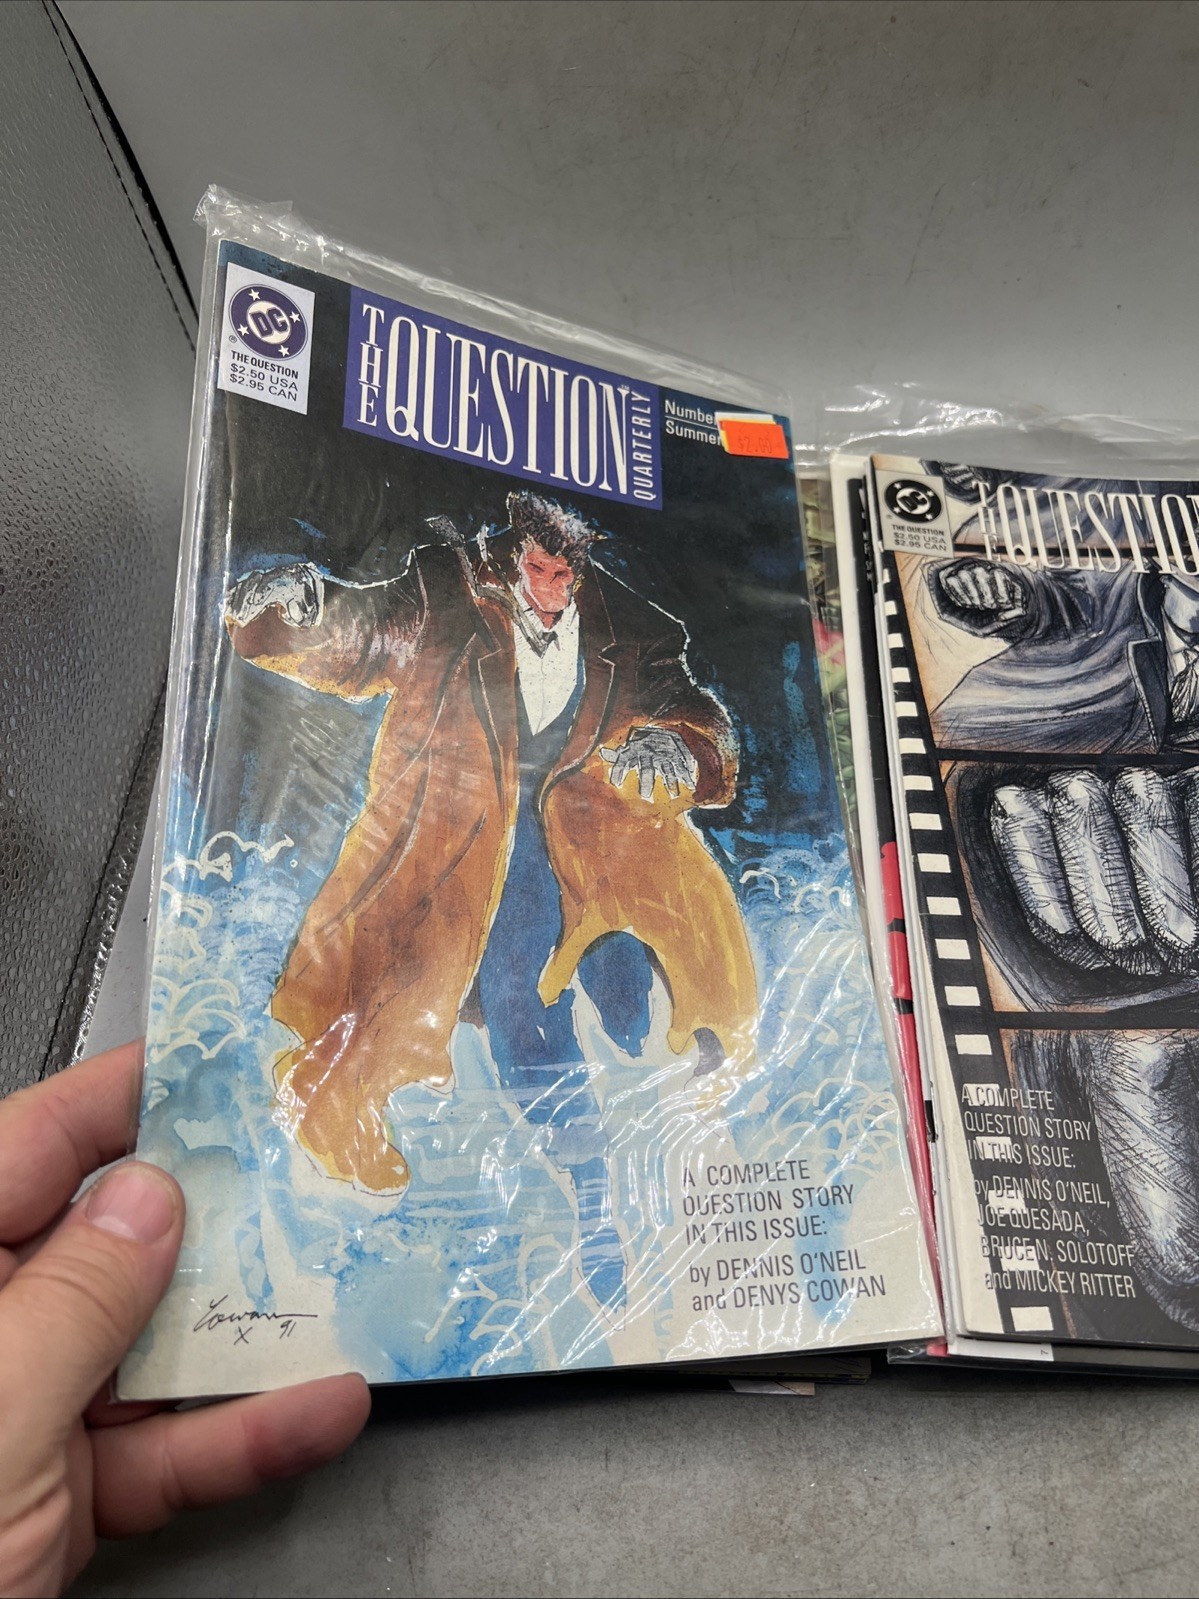 DC
®
THE QUESTION
$2.50 USA
$2.95 CAN
THE QUESTION
QUARTERLY
Number
Summer
$2.00
A COMPLETE
QUESTION STORY
IN THIS ISSUE:
by DENNIS O'NEIL
and DENYS COWAN
Cowan
X 91
DC
®
THE QUESTION
$2.50 USA
$2.95 CAN
THE QUESTION
A COMPLETE
QUESTION STORY
IN THIS ISSUE:
by DENNIS O'NEIL,
JOE QUESADA,
BRUCE N. SOLOTOFF
and MICKEY RITTER